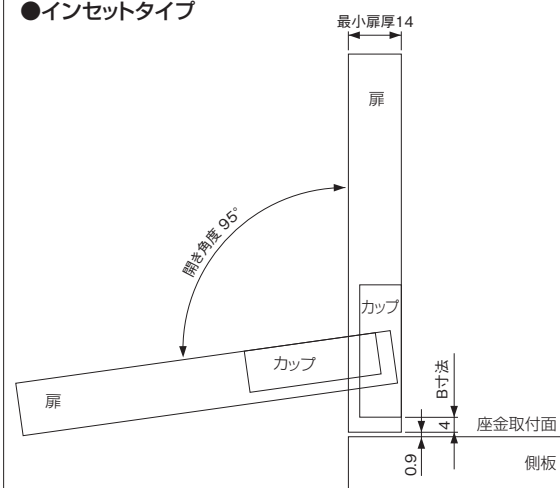 ●インセットタイプ
最小扉厚14
扉
開き角度 95°
カップ
カップ
扉
B寸法
4
座金取付面
0.9
側板